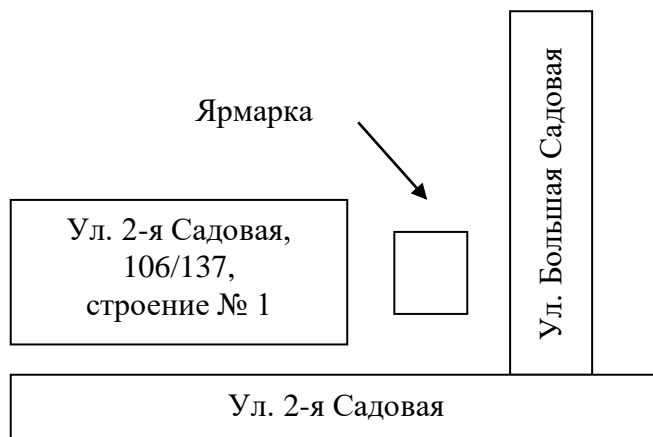 Ярмарка
Ул. Большая Садовая
Ул. 2-я Садовая,
106/137,
строение № 1
Ул. 2-я Садовая